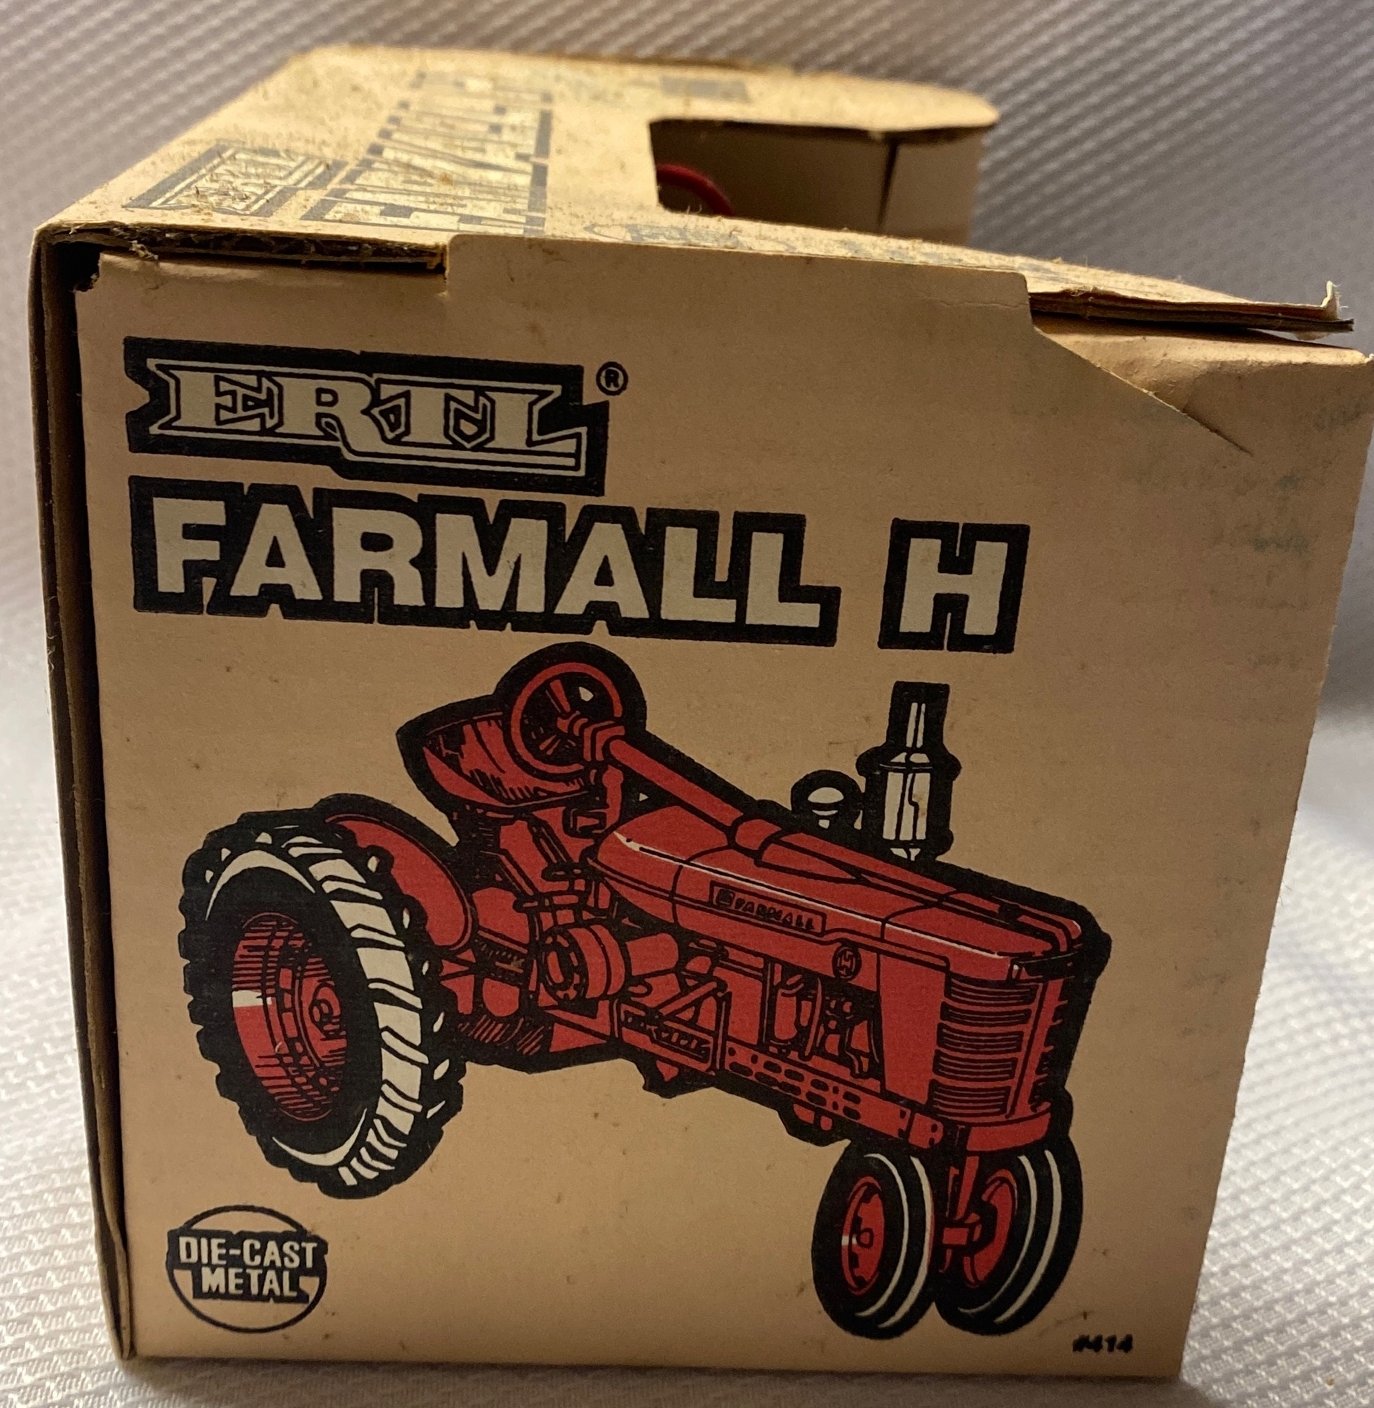 ERTL®
FARMALL H
FARMALL
H
DIE-CAST
METAL
#414